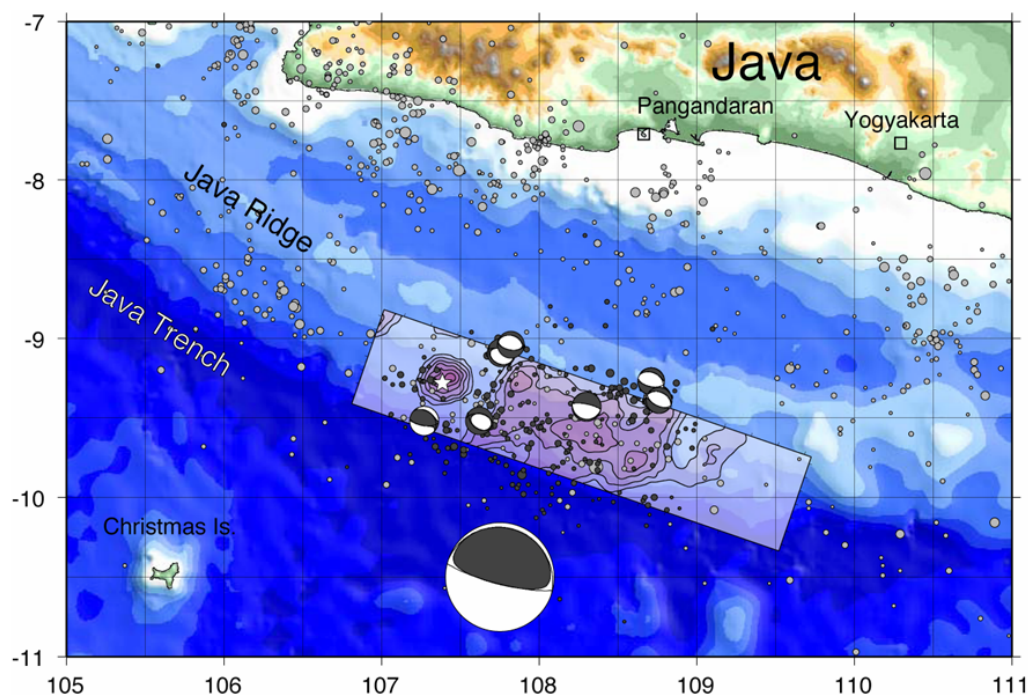 -7
Java
Pangandaran
Yogyakarta
-8
Java Ridge
Java Trench
-9
-10
Christmas Is.
-11
105
106
107
108
109
110
111